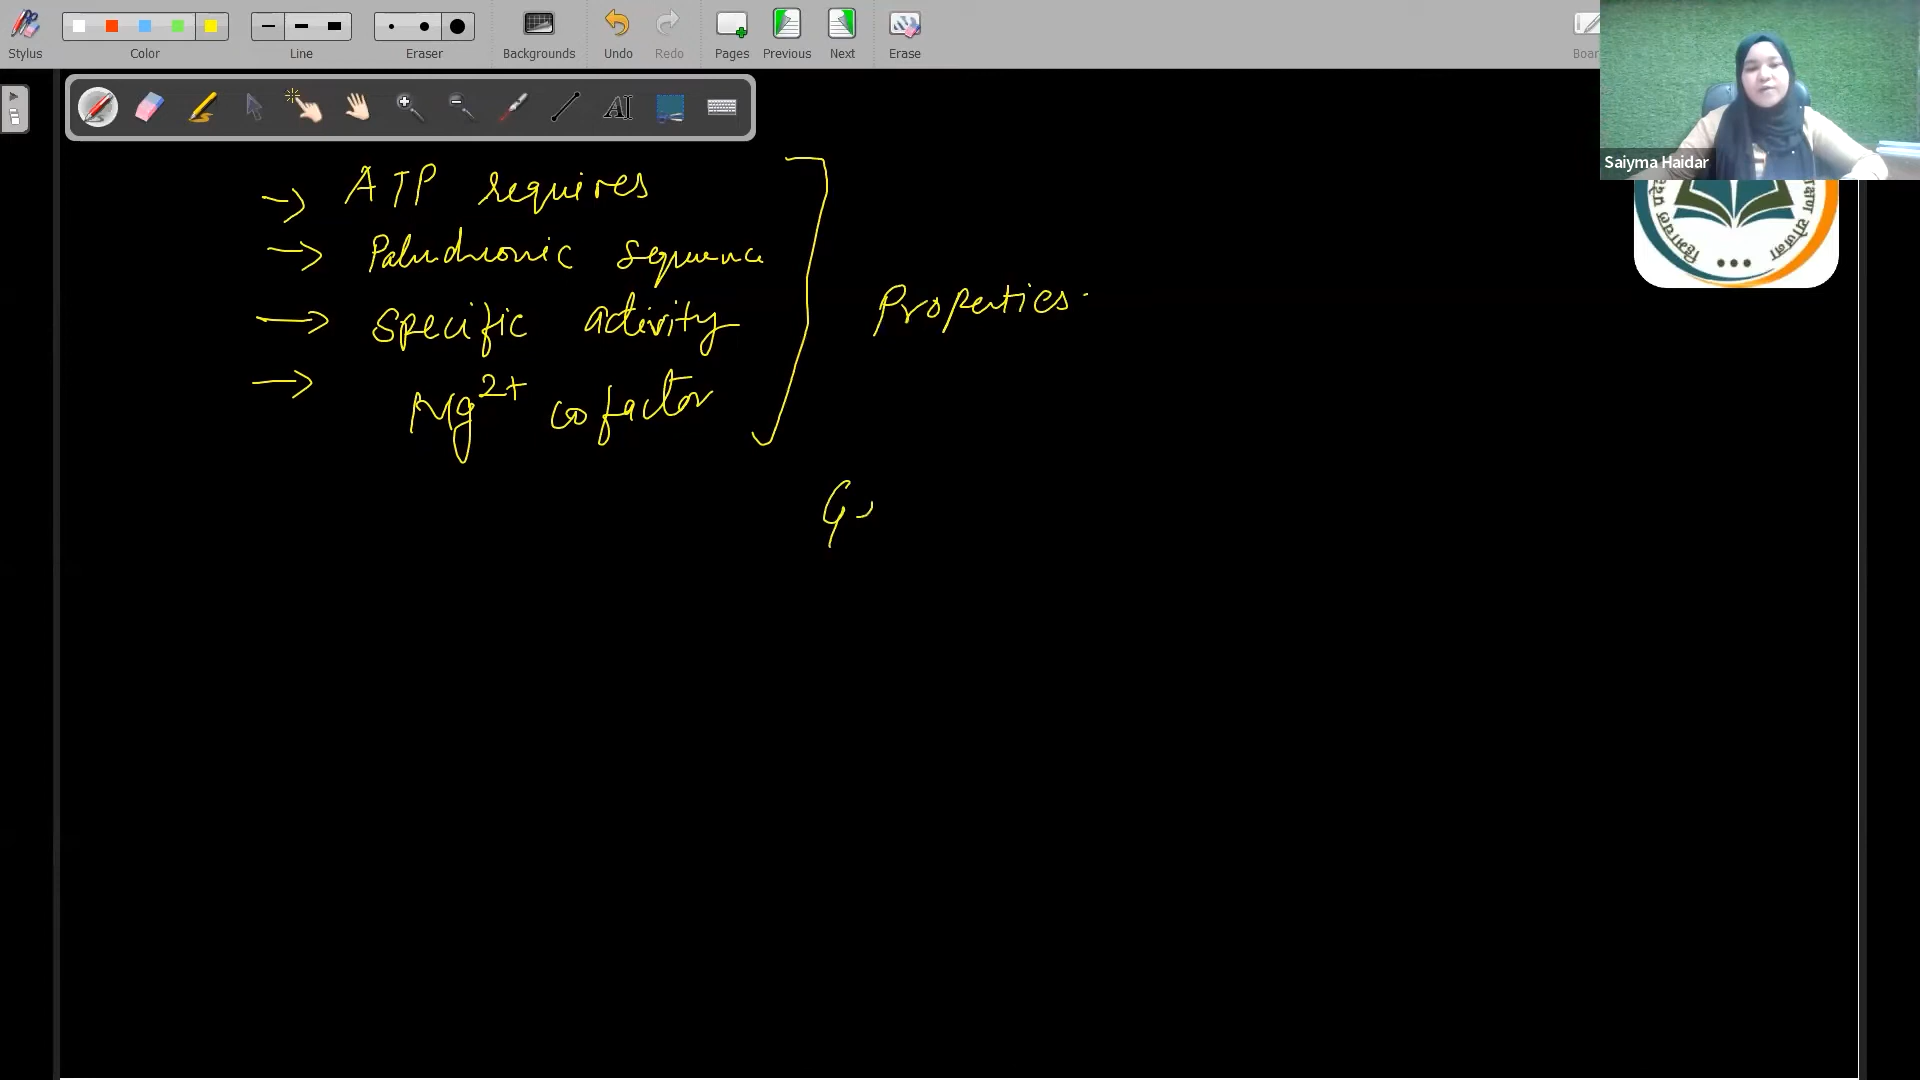 Stylus
Color
Line
Eraser
Backgrounds
Undo
Redo
Pages
Previous
Next
Erase
Boar
Saiyma Haidar
→ ATP requires
→ Palindromic sequence
→ Specific activity
→ Mg2+ cofactor
Properties.